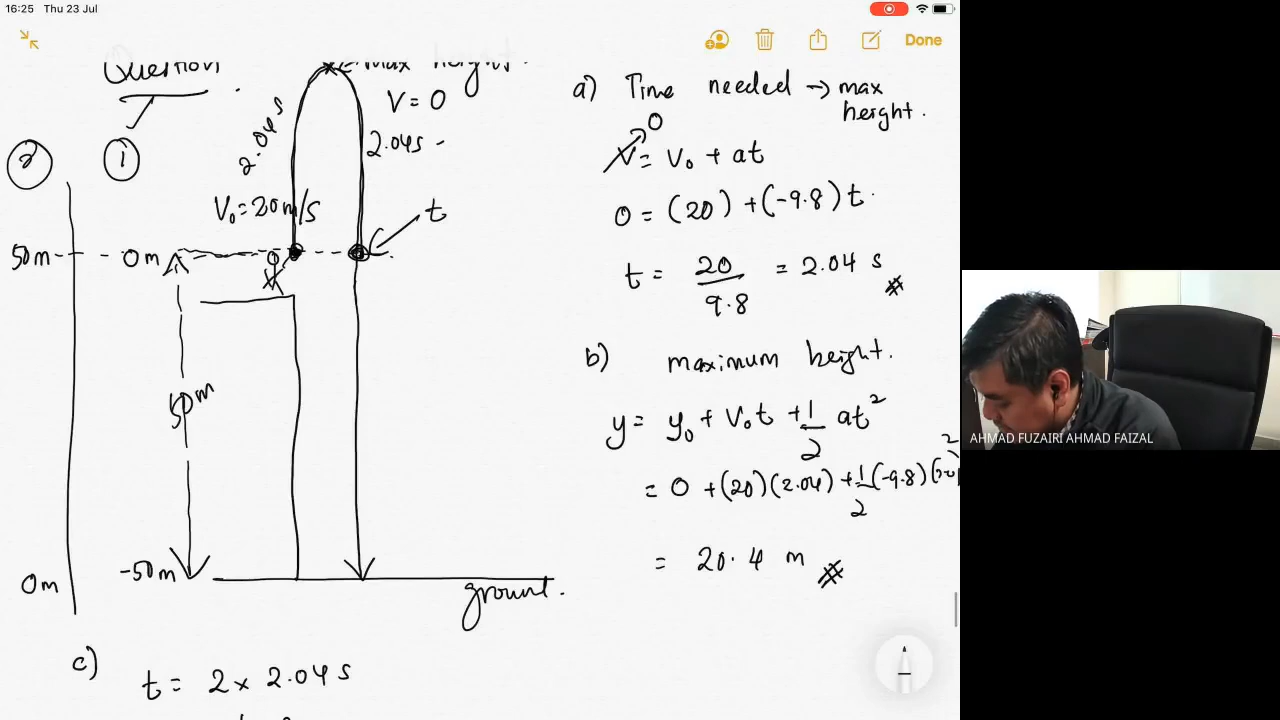 16:25 Thu 23 Jul
Done
Question
max height.
V = 0
2.04 s
2.04s
② ①
V₀ = 20 m/s
t
50m
0m
50m
-50m
0m
ground.
c)
t = 2 × 2.04 s
a) Time needed → max height.
0
V = V₀ + at
0 = (20) + (-9.8) t
t = 20/9.8 = 2.04 s
b) maximum height.
y = y₀ + V₀t + 1/2 at²
= 0 + (20)(2.04) + 1/2 (-9.8)
= 20.4 m
AHMAD FUZAIRI AHMAD FAIZAL